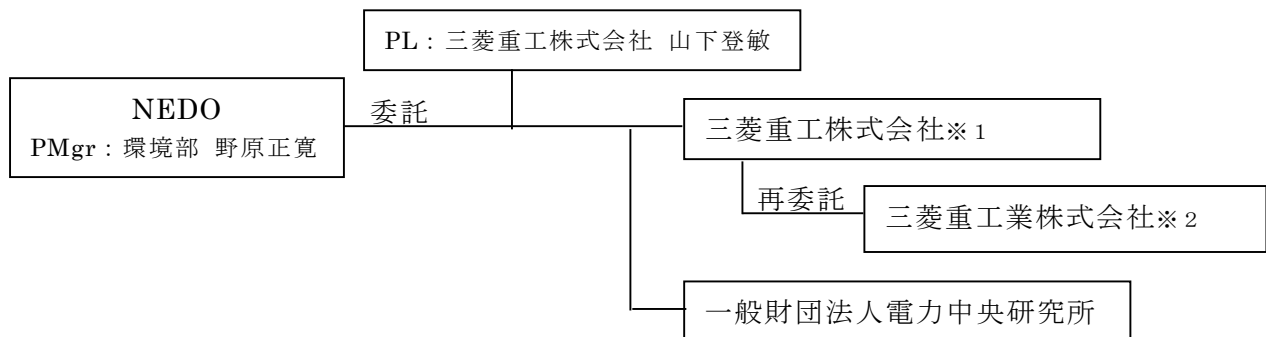 PL：三菱重工株式会社 山下登敏
NEDO
PMgr：環境部 野原正寛
委託
三菱重工株式会社※1
再委託
三菱重工業株式会社※2
一般財団法人電力中央研究所